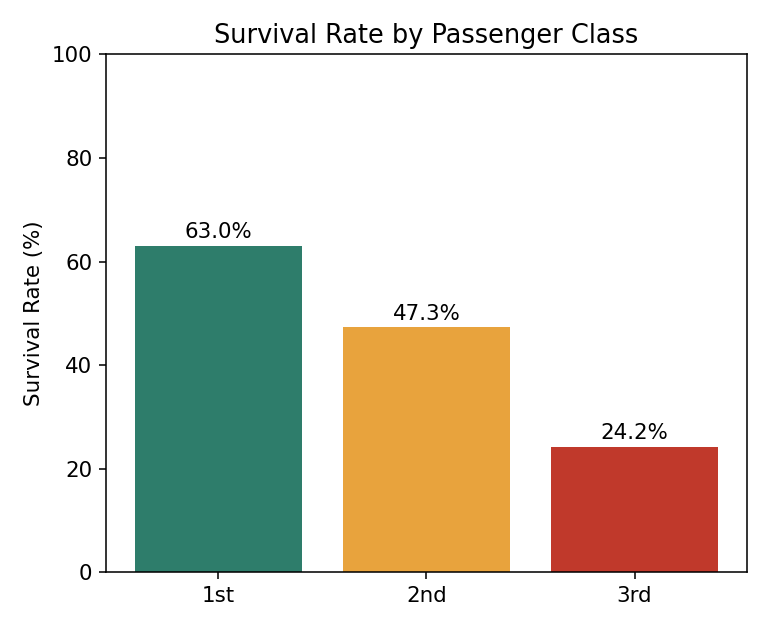 Survival Rate by Passenger Class
Survival Rate (%)
100
80
60
40
20
0
63.0%
47.3%
24.2%
1st
2nd
3rd